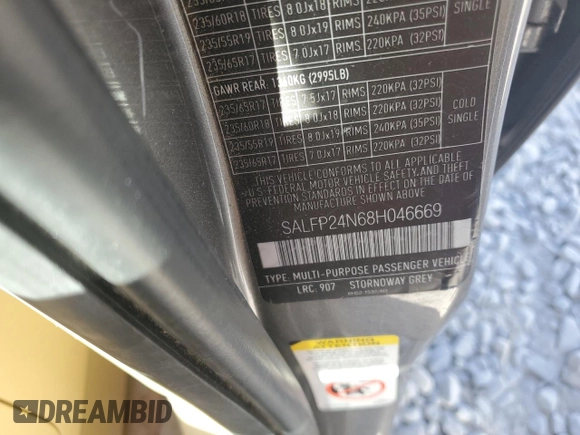 235/60R18 TIRES 8.0Jx18 RIMS
235/55R19 TIRES 8.0Jx19 RIMS 240KPA (35PSI) SINGLE
235/65R17 TIRES 7.0Jx17 RIMS 220KPA (32PSI)
GAWR REAR. 1360KG (2995LB)
235/65R17 TIRES 7.5Jx17 RIMS 220KPA (32PSI)
235/60R18 TIRES 8.0Jx18 RIMS 220KPA (32PSI) COLD
235/55R19 TIRES 8.0Jx19 RIMS 240KPA (35PSI) SINGLE
235/65R17 TIRES 7.0Jx17 RIMS 220KPA (32PSI)
THIS VEHICLE CONFORMS TO ALL APPLICABLE
U.S. FEDERAL MOTOR VEHICLE SAFETY AND THEFT
PREVENTION STANDARDS IN EFFECT ON THE DATE OF
MANUFACTURE SHOWN ABOVE.
SALFP24N68H046669
TYPE: MULTI-PURPOSE PASSENGER VEHICLE
LRC. 907 STORNOWAY GREY
DREAMBID